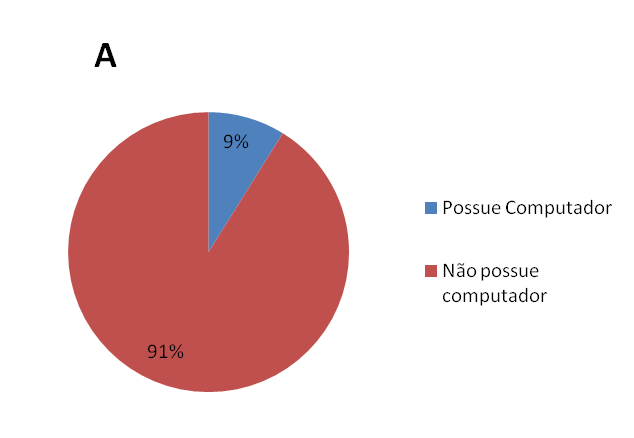 A
9%
Possue Computador
Não possue
computador
91%